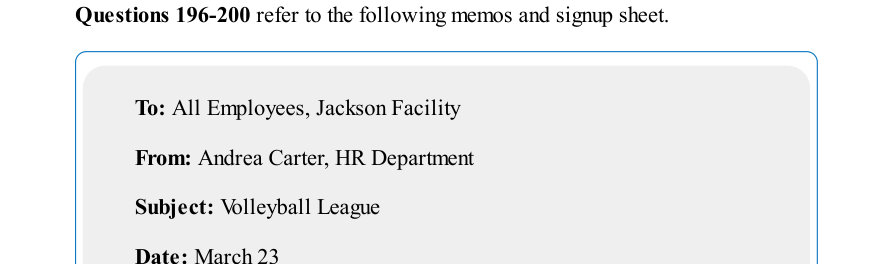 Questions 196-200 refer to the following memos and signup sheet.
To: All Employees, Jackson Facility
From: Andrea Carter, HR Department
Subject: Volleyball League
Date: March 23